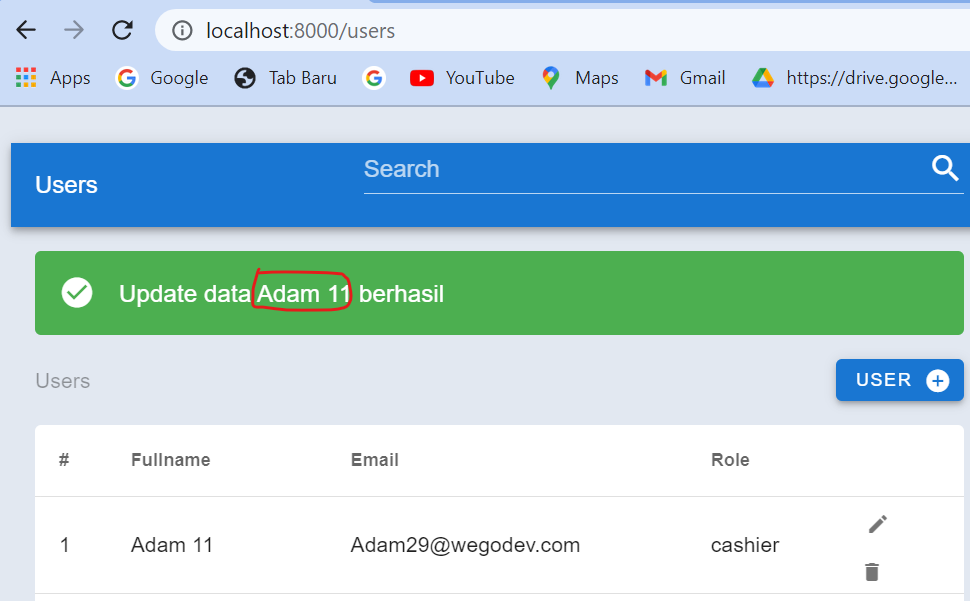 localhost:8000/users
Apps Google Tab Baru YouTube Maps Gmail https://drive.google...
Users Search
Update data Adam 11 berhasil
Users USER
# Fullname Email Role
1 Adam 11 Adam29@wegodev.com cashier